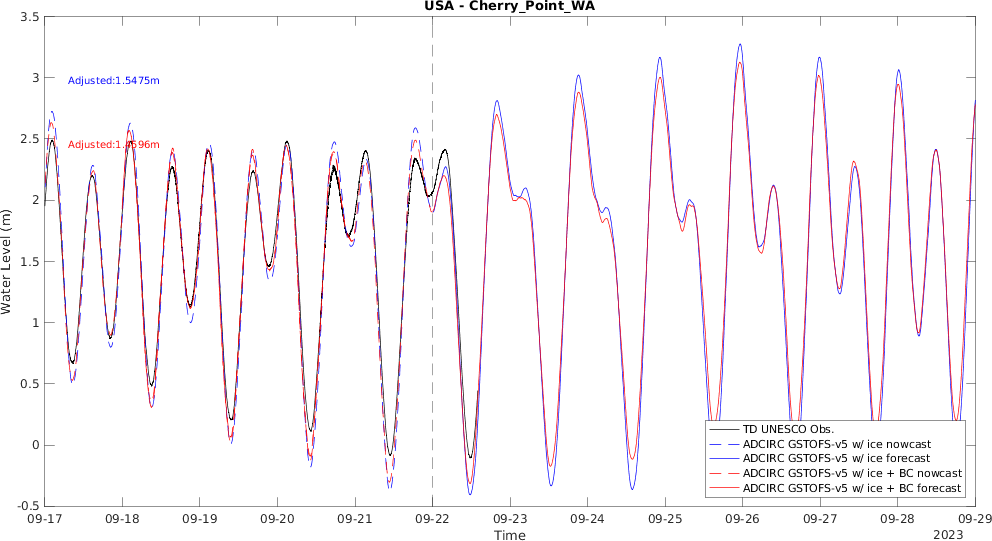 USA - Cherry_Point_WA
3.5
3
2.5
2
1.5
1
0.5
0
-0.5
Water Level (m)
Adjusted:1.5475m
TD UNESCO Obs.
ADCIRC GSTOFS-v5 w/ ice nowcast
ADCIRC GSTOFS-v5 w/ ice forecast
ADCIRC GSTOFS-v5 w/ ice + BC nowcast
ADCIRC GSTOFS-v5 w/ ice + BC forecast
09-17 09-18 09-19 09-20 09-21 09-22 09-23 09-24 09-25 09-26 09-27 09-28 09-29
Time
2023